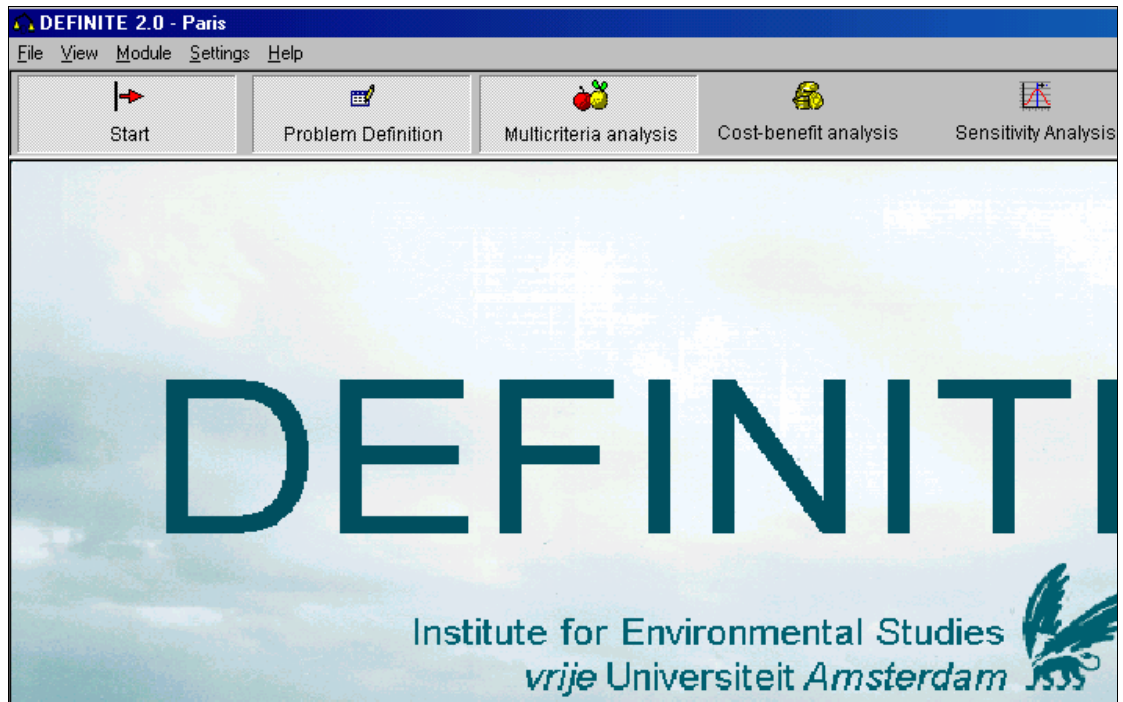 DEFINITE 2.0 - Paris
File View Module Settings Help
Start Problem Definition Multicriteria analysis Cost-benefit analysis Sensitivity Analysis
DEFINIT
Institute for Environmental Studies
vrije Universiteit Amsterdam